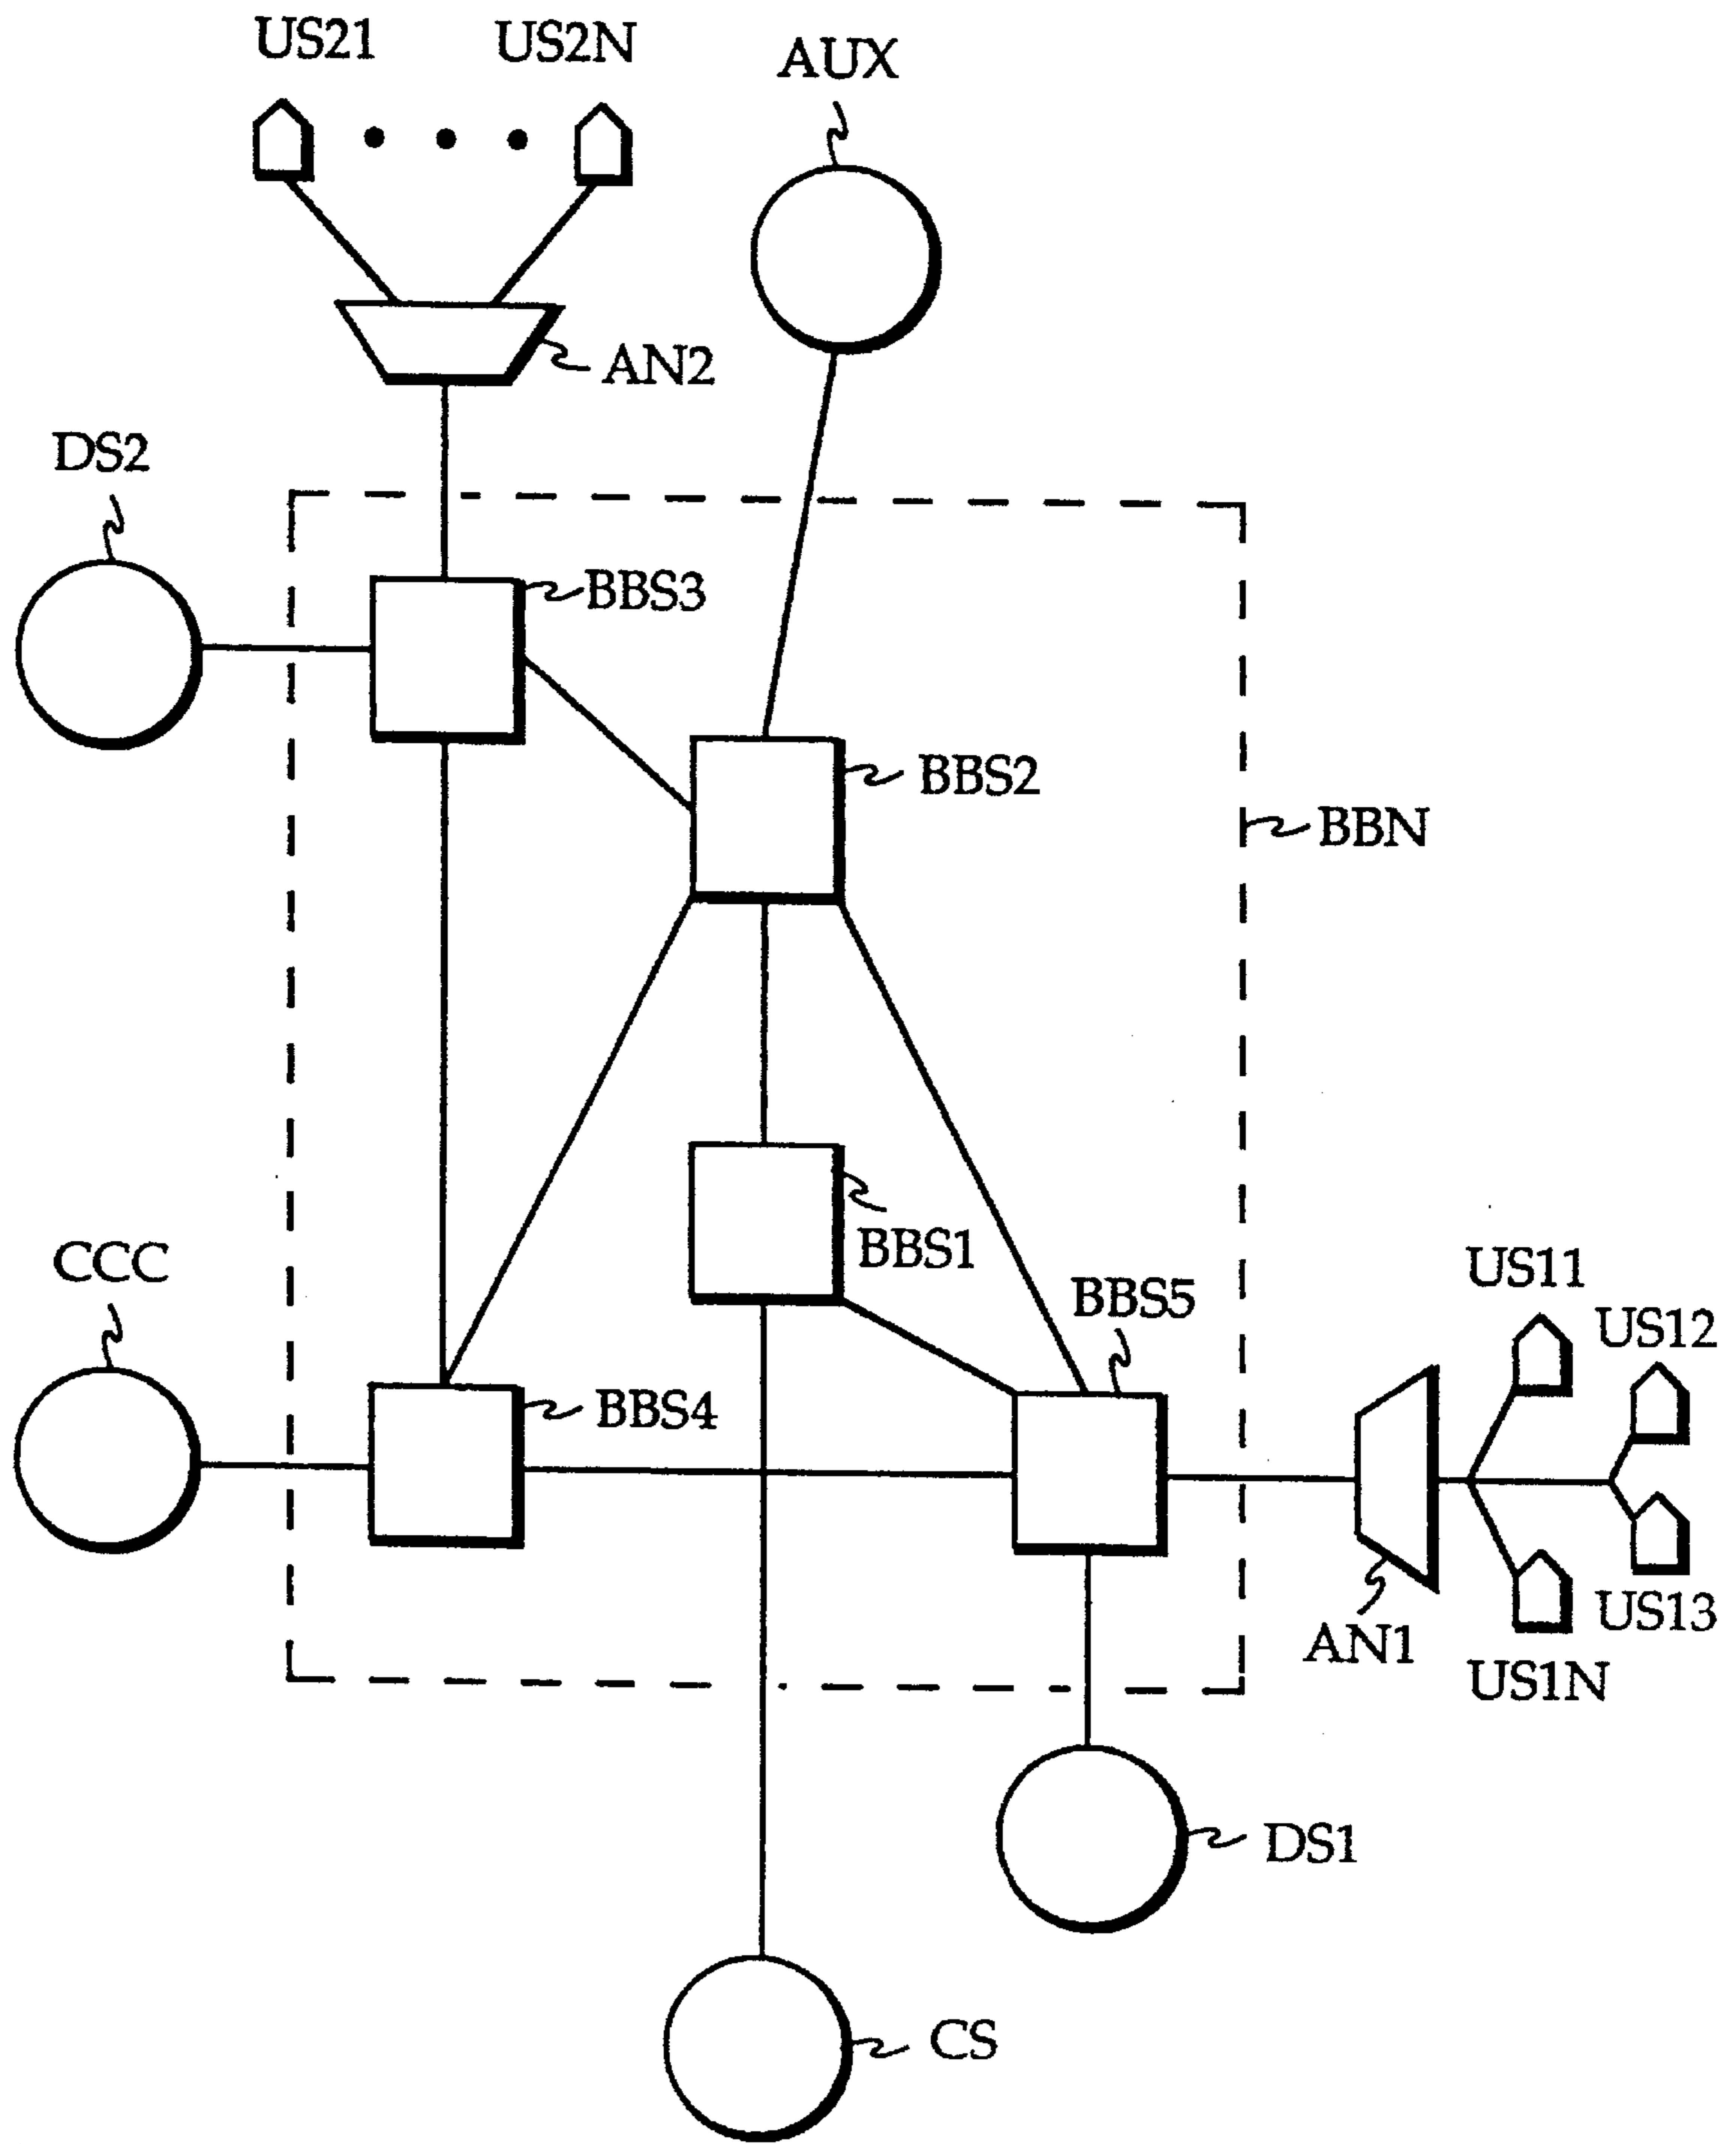 US21
US2N
AUX
AN2
DS2
BBS3
BBS2
BBN
BBS1
CCC
BBS5
US11
US12
BBS4
US13
AN1
US1N
DS1
CS